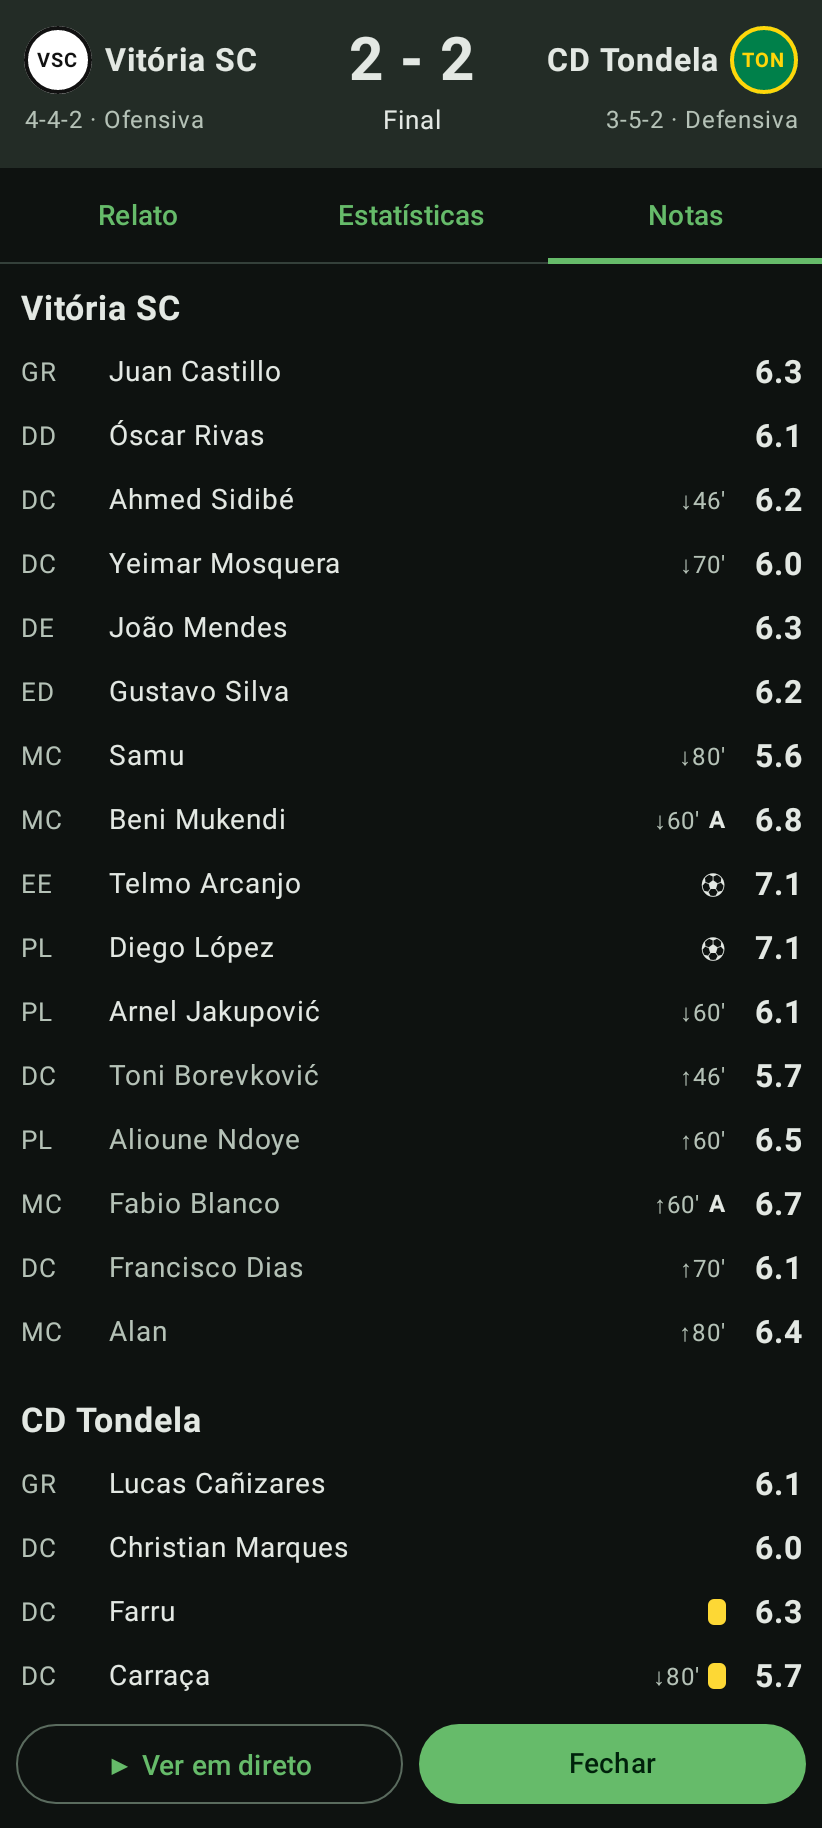 VSC Vitória SC 2 - 2 CD Tondela TON
4-4-2 · Ofensiva Final 3-5-2 · Defensiva
Relato Estatísticas Notas
Vitória SC
GR Juan Castillo 6.3
DD Óscar Rivas 6.1
DC Ahmed Sidibé ↓46' 6.2
DC Yeimar Mosquera ↓70' 6.0
DE João Mendes 6.3
ED Gustavo Silva 6.2
MC Samu ↓80' 5.6
MC Beni Mukendi ↓60' A 6.8
EE Telmo Arcanjo ⚽ 7.1
PL Diego López ⚽ 7.1
PL Arnel Jakupović ↓60' 6.1
DC Toni Borevković ↑46' 5.7
PL Alioune Ndoye ↑60' 6.5
MC Fabio Blanco ↑60' A 6.7
DC Francisco Dias ↑70' 6.1
MC Alan ↑80' 6.4
CD Tondela
GR Lucas Cañizares 6.1
DC Christian Marques 6.0
DC Farru 6.3
DC Carraça ↓80' 5.7
► Ver em direto Fechar